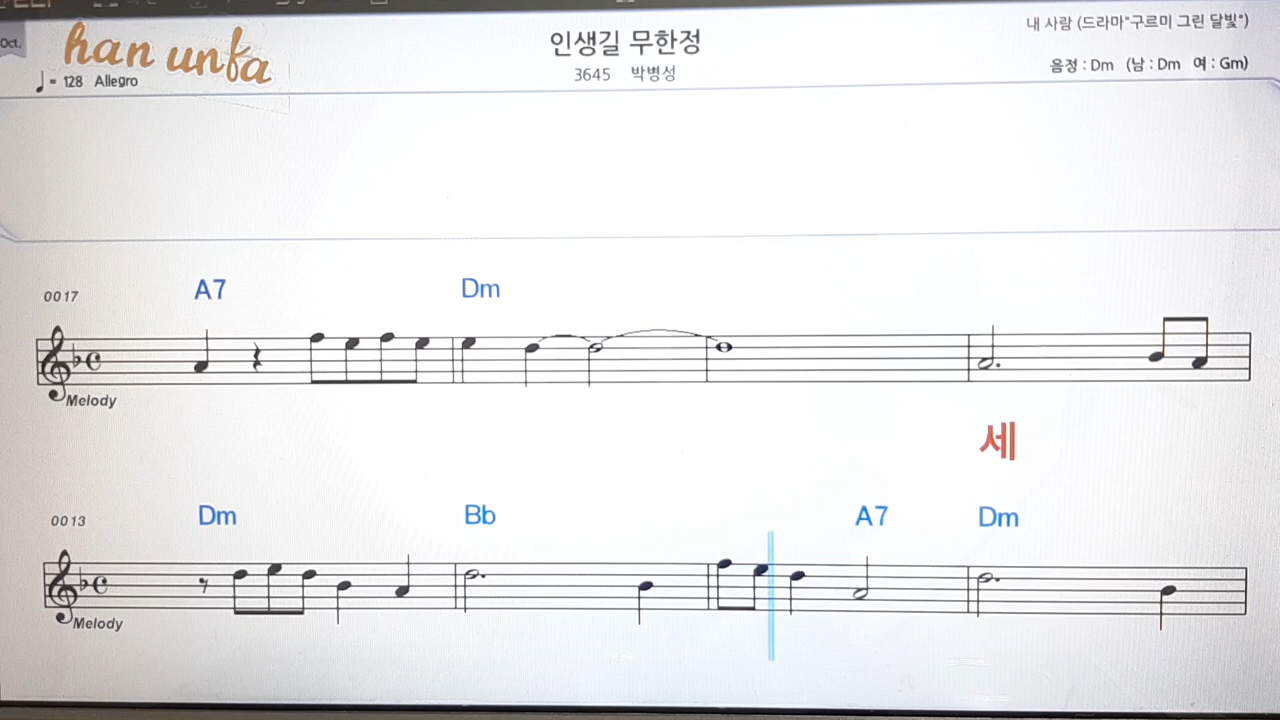 Oct.
han unfa
= 128 Allegro
인생길 무한정
3645 박병성
내 사람 (드라마"구르미 그린 달빛")
음정 : Dm (남 : Dm 여 : Gm)
0017 A7 Dm
Melody
세
0013 Dm Bb A7 Dm
Melody